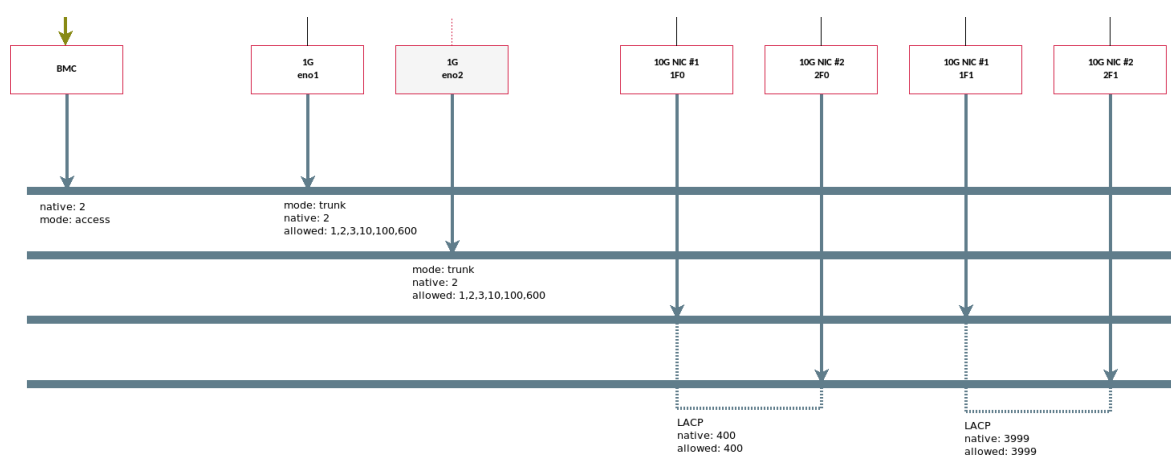 BMC
1G
eno1
1G
eno2
10G NIC #1
1F0
10G NIC #2
2F0
10G NIC #1
1F1
10G NIC #2
2F1
native: 2
mode: access
mode: trunk
native: 2
allowed: 1,2,3,10,100,600
mode: trunk
native: 2
allowed: 1,2,3,10,100,600
LACP
native: 400
allowed: 400
LACP
native: 3999
allowed: 3999